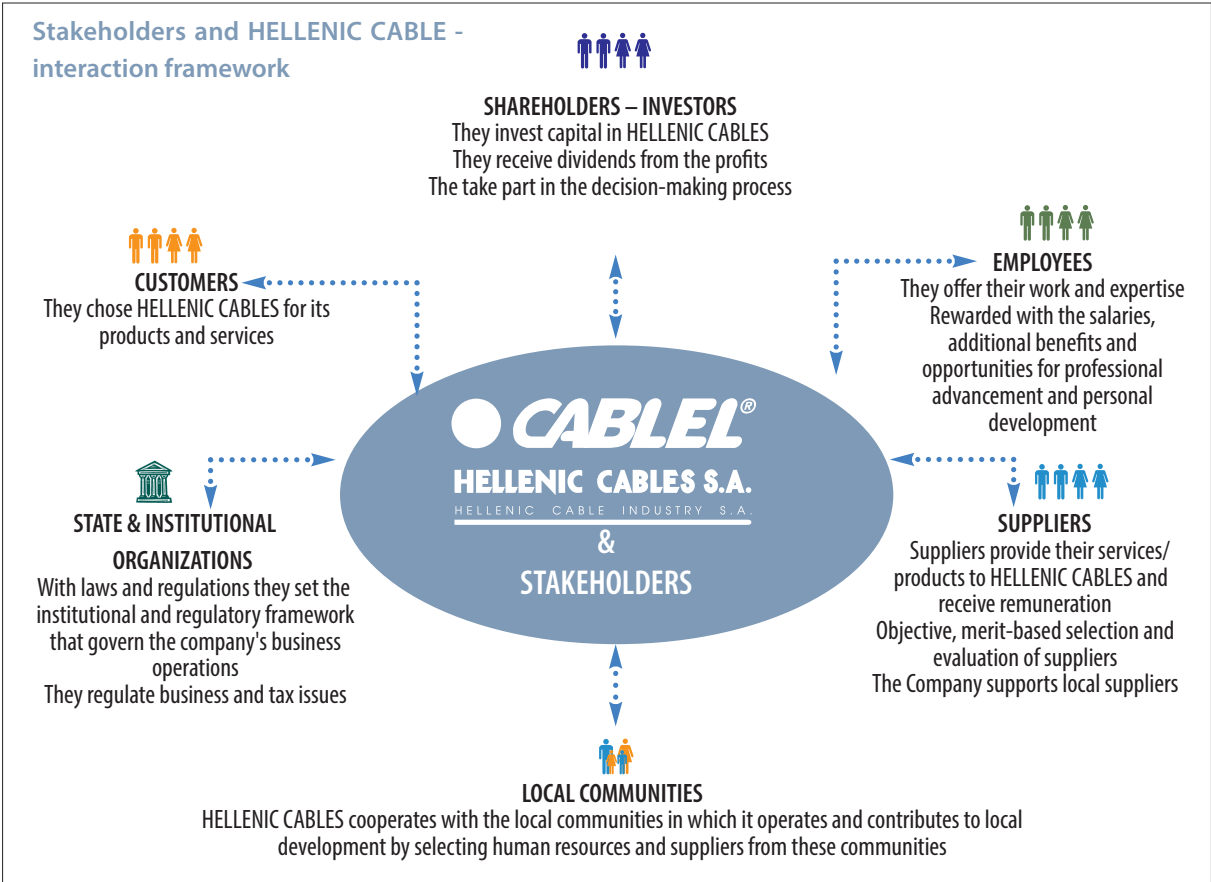 Stakeholders and HELLENIC CABLE -
interaction framework
SHAREHOLDERS – INVESTORS
They invest capital in HELLENIC CABLES
They receive dividends from the profits
The take part in the decision-making process
CUSTOMERS
They chose HELLENIC CABLES for its
products and services
EMPLOYEES
They offer their work and expertise
Rewarded with the salaries,
additional benefits and
opportunities for professional
advancement and personal
development
CABLEL®
HELLENIC CABLES S.A.
HELLENIC CABLE INDUSTRY S.A.
&
STAKEHOLDERS
STATE & INSTITUTIONAL
ORGANIZATIONS
With laws and regulations they set the
institutional and regulatory framework
that govern the company's business
operations
They regulate business and tax issues
SUPPLIERS
Suppliers provide their services/
products to HELLENIC CABLES and
receive remuneration
Objective, merit-based selection and
evaluation of suppliers
The Company supports local suppliers
LOCAL COMMUNITIES
HELLENIC CABLES cooperates with the local communities in which it operates and contributes to local
development by selecting human resources and suppliers from these communities